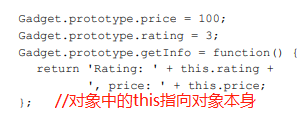 Gadget.prototype.price = 100;
Gadget.prototype.rating = 3;
Gadget.prototype.getInfo = function() {
return 'Rating: ' + this.rating +
', price: ' + this.price;
}; //对象中的this指向对象本身